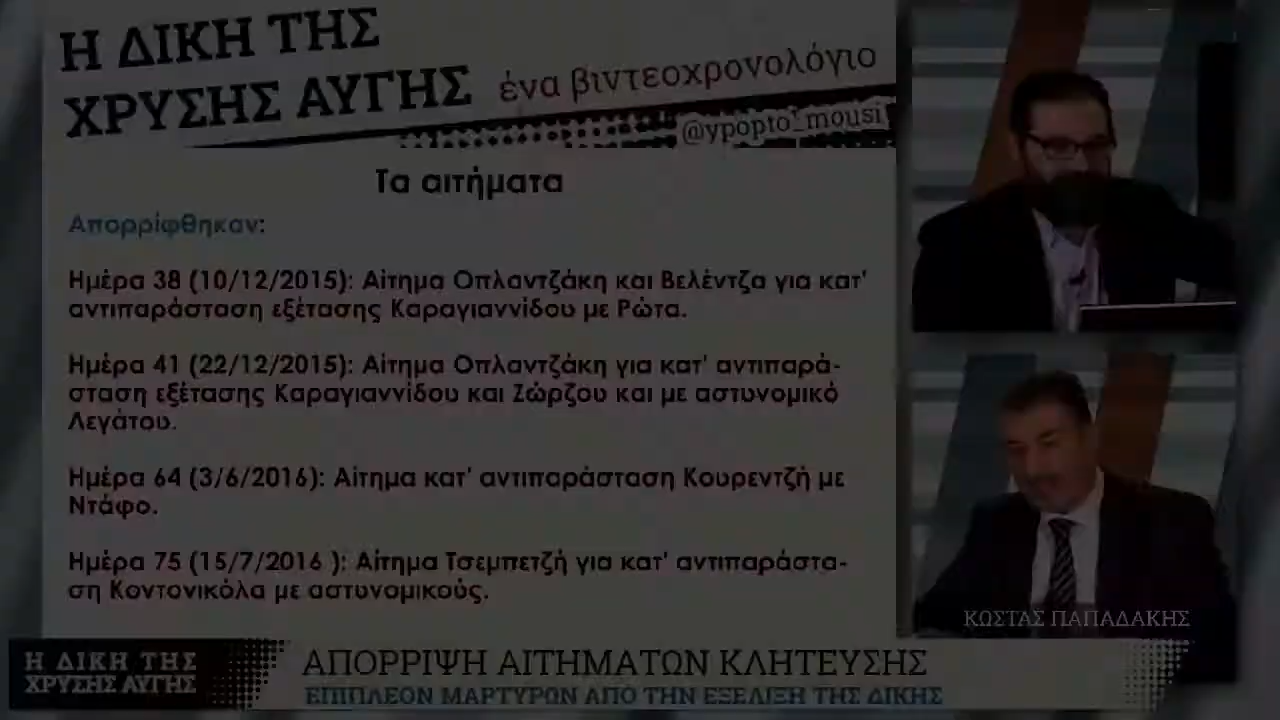 Η ΔΙΚΗ ΤΗΣ
ΧΡΥΣΗΣ ΑΥΓΗΣ ένα βιντεοχρονολόγιο
@ypopto_mousi
Τα αιτήματα
Απορρίφθηκαν:
Ημέρα 38 (10/12/2015): Αίτημα Οπλαντζάκη και Βελέντζα για κατ'
αντιπαράσταση εξέτασης Καραγιαννίδου με Ρώτα.
Ημέρα 41 (22/12/2015): Αίτημα Οπλαντζάκη για κατ' αντιπαρά-
σταση εξέτασης Καραγιαννίδου και Ζώρζου και με αστυνομικό
Λεγάτου.
Ημέρα 64 (3/6/2016): Αίτημα κατ' αντιπαράσταση Κουρεντζή με
Ντάφο.
Ημέρα 75 (15/7/2016 ): Αίτημα Τσεμπετζή για κατ' αντιπαράστα-
ση Κοντονικόλα με αστυνομικούς.
ΚΩΣΤΑΣ ΠΑΠΑΔΑΚΗΣ
Η ΔΙΚΗ ΤΗΣ
ΧΡΥΣΗΣ ΑΥΓΗΣ
ΑΠΟΡΡΙΨΗ ΑΙΤΗΜΑΤΩΝ ΚΛΗΤΕΥΣΗΣ
ΕΠΙΠΛΕΟΝ ΜΑΡΤΥΡΩΝ ΑΠΟ ΤΗΝ ΕΞΕΛΙΞΗ ΤΗΣ ΔΙΚΗΣ